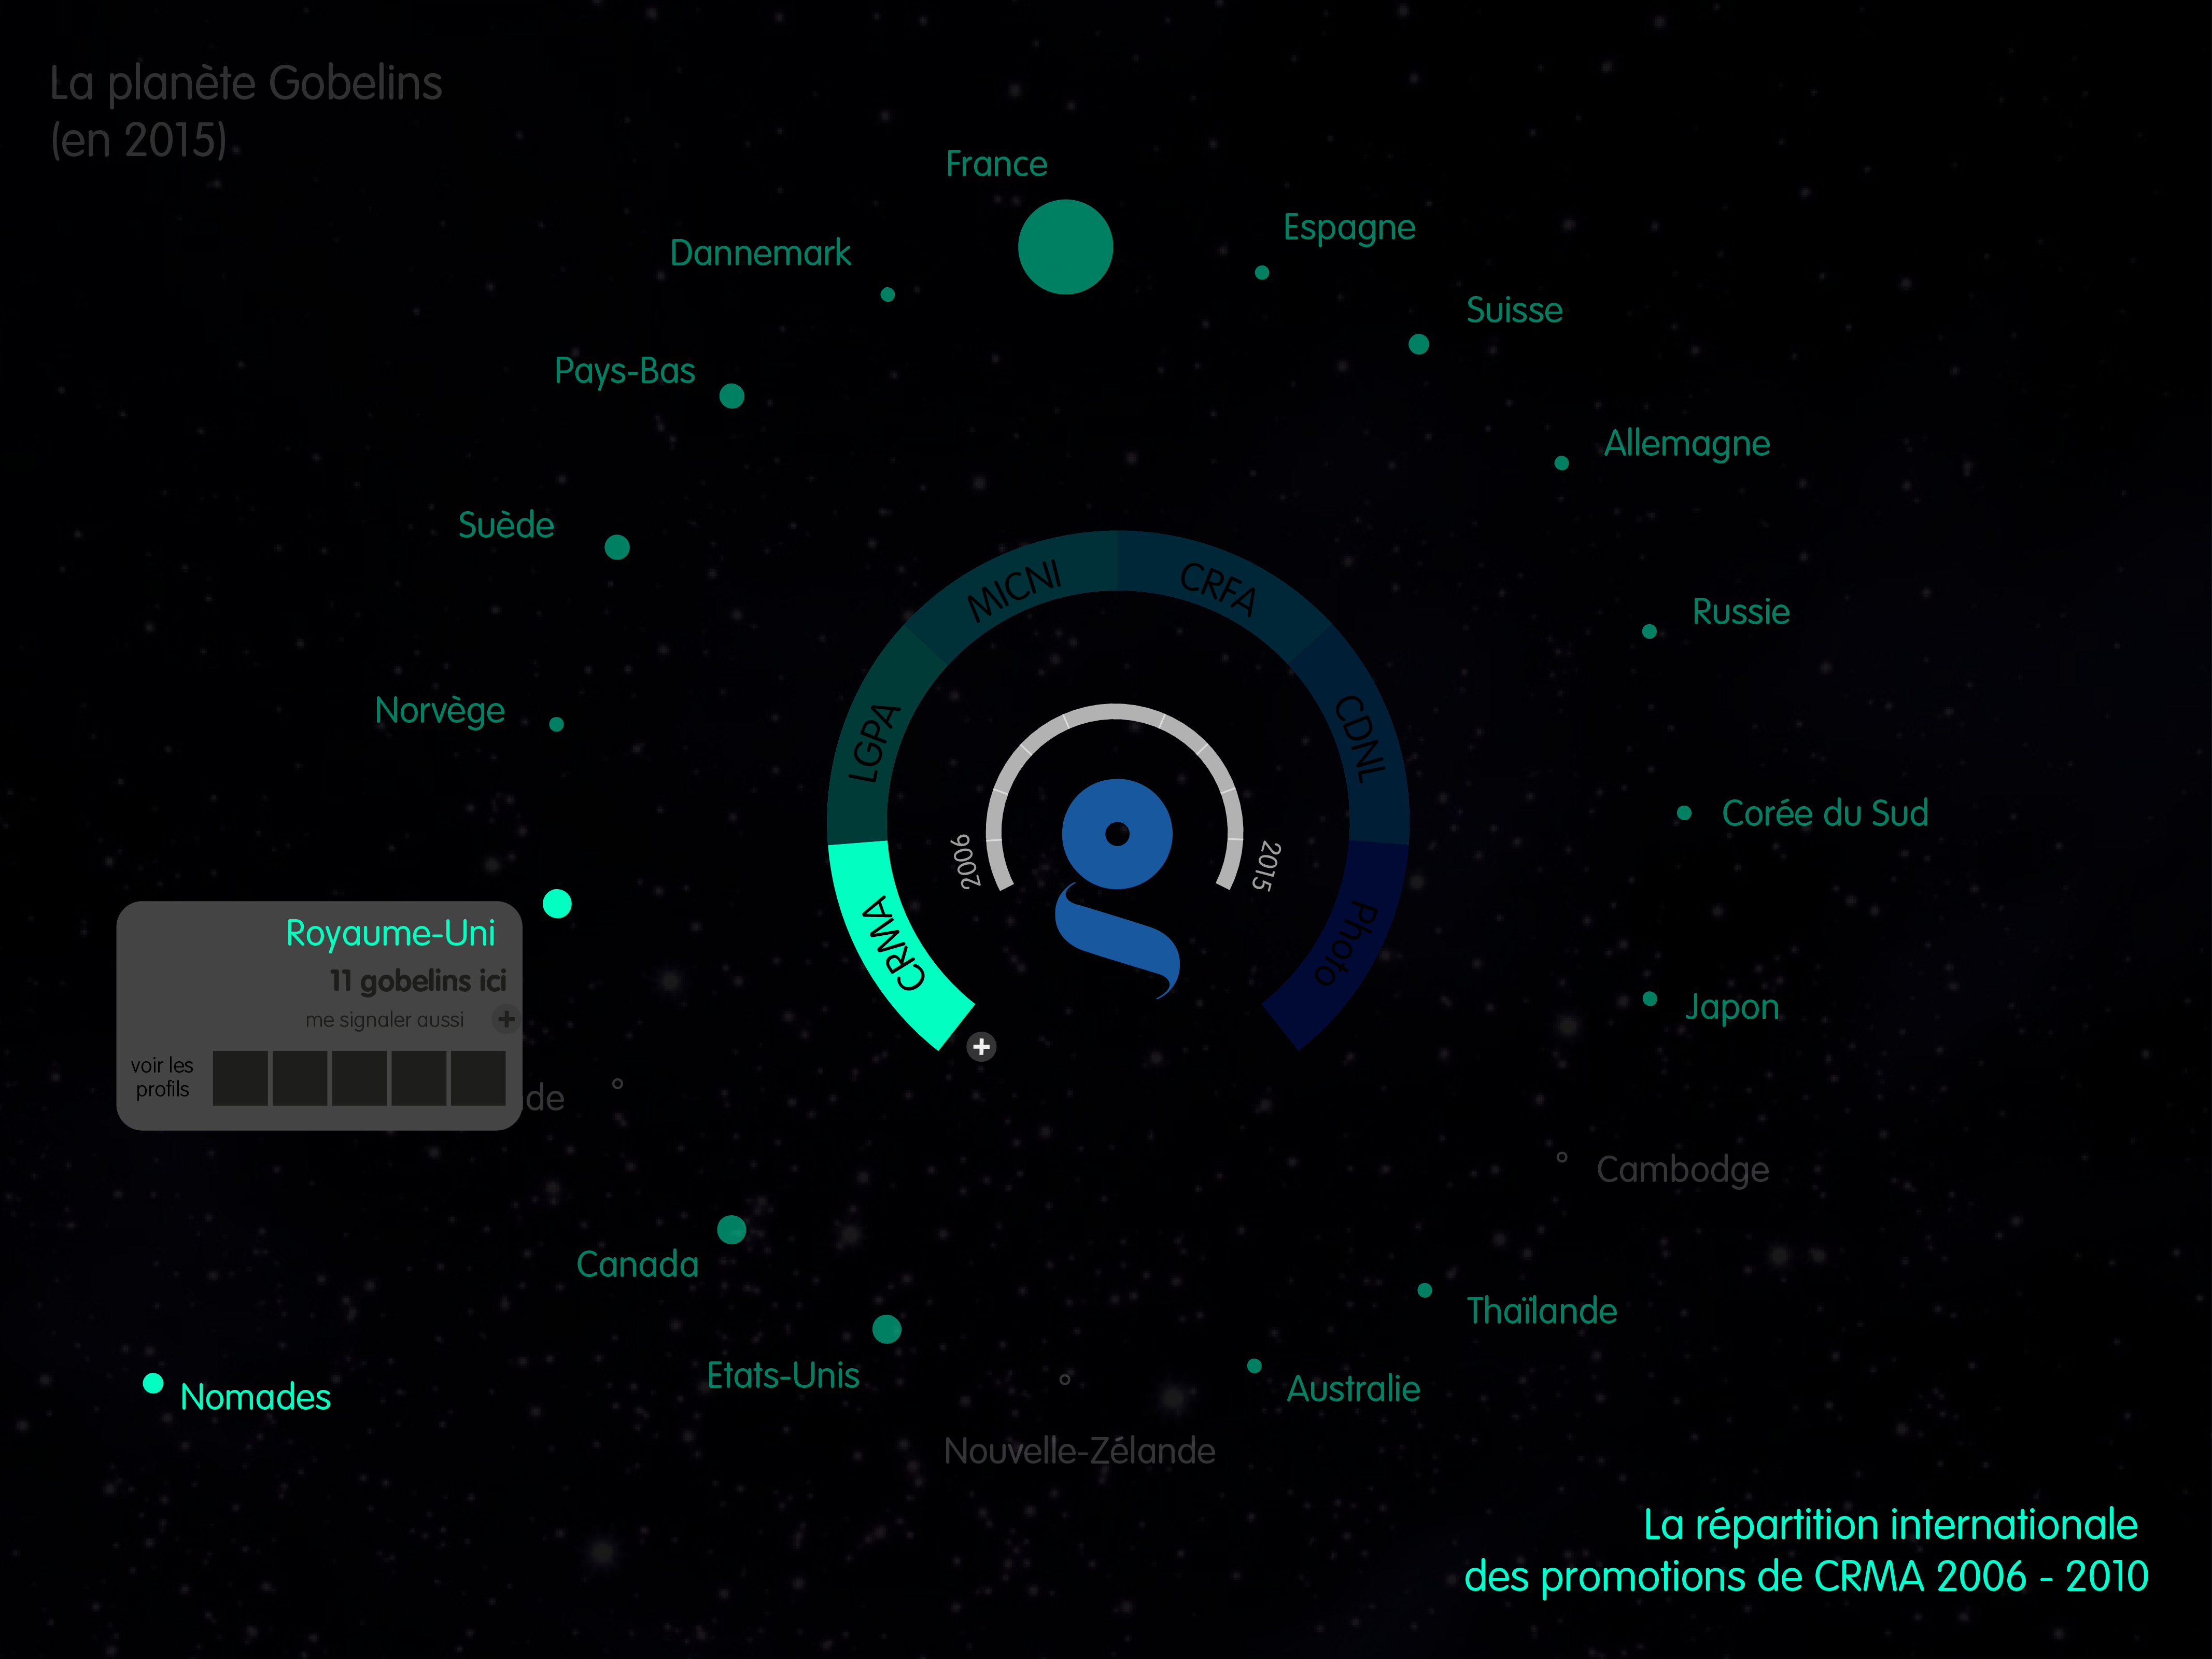 La planète Gobelins
(en 2015)
France
Espagne
Dannemark
Suisse
Pays-Bas
Allemagne
Suède
MICNI
CRFA
Russie
Norvège
LGPA
CDNL
Corée du Sud
2006
2015
Royaume-Uni
CRMA
Photo
11 gobelins ici
me signaler aussi +
Japon
+
voir les
profils
de
Cambodge
Canada
Thaïlande
Etats-Unis
Australie
Nomades
Nouvelle-Zélande
La répartition internationale
des promotions de CRMA 2006 - 2010